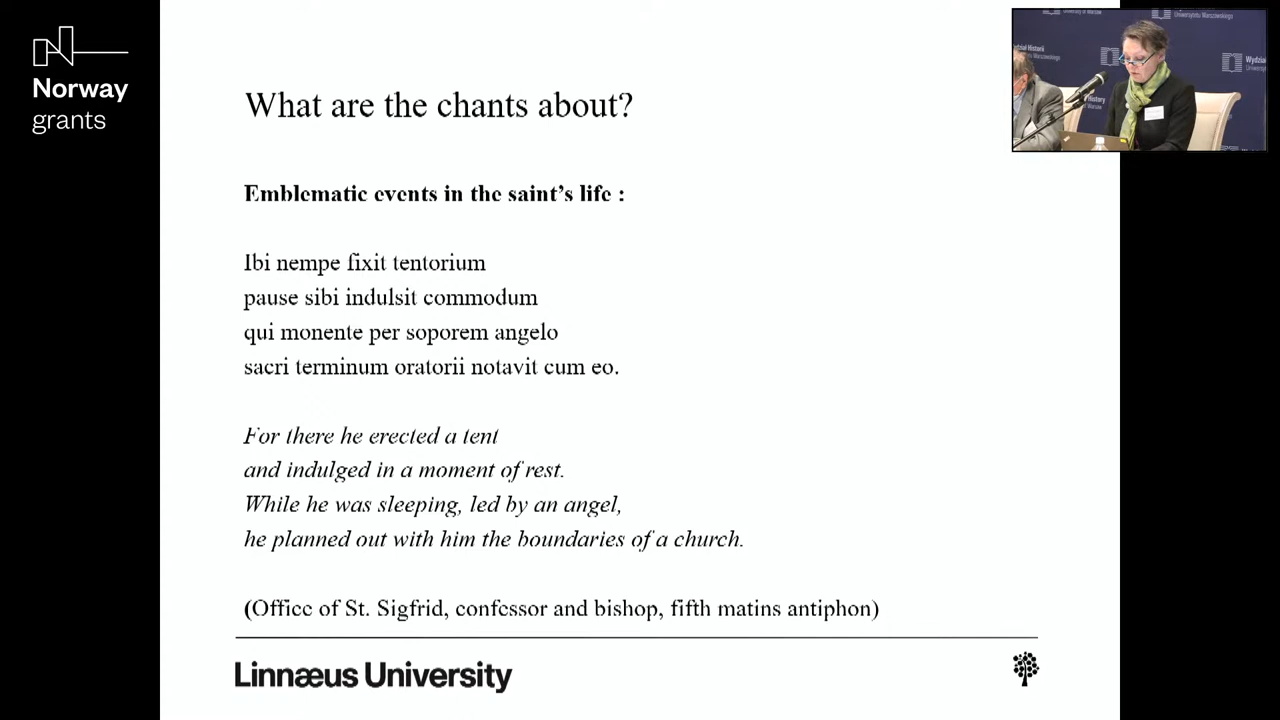 Norway
grants
What are the chants about?
Emblematic events in the saint's life :
Ibi nempe fixit tentorium
pause sibi indulsit commodum
qui monente per soporem angelo
sacri terminum oratorii notavit cum eo.
For there he erected a tent
and indulged in a moment of rest.
While he was sleeping, led by an angel,
he planned out with him the boundaries of a church.
(Office of St. Sigfrid, confessor and bishop, fifth matins antiphon)
Linnæus University
Uniwersytetu Warszawskiego
Wydział